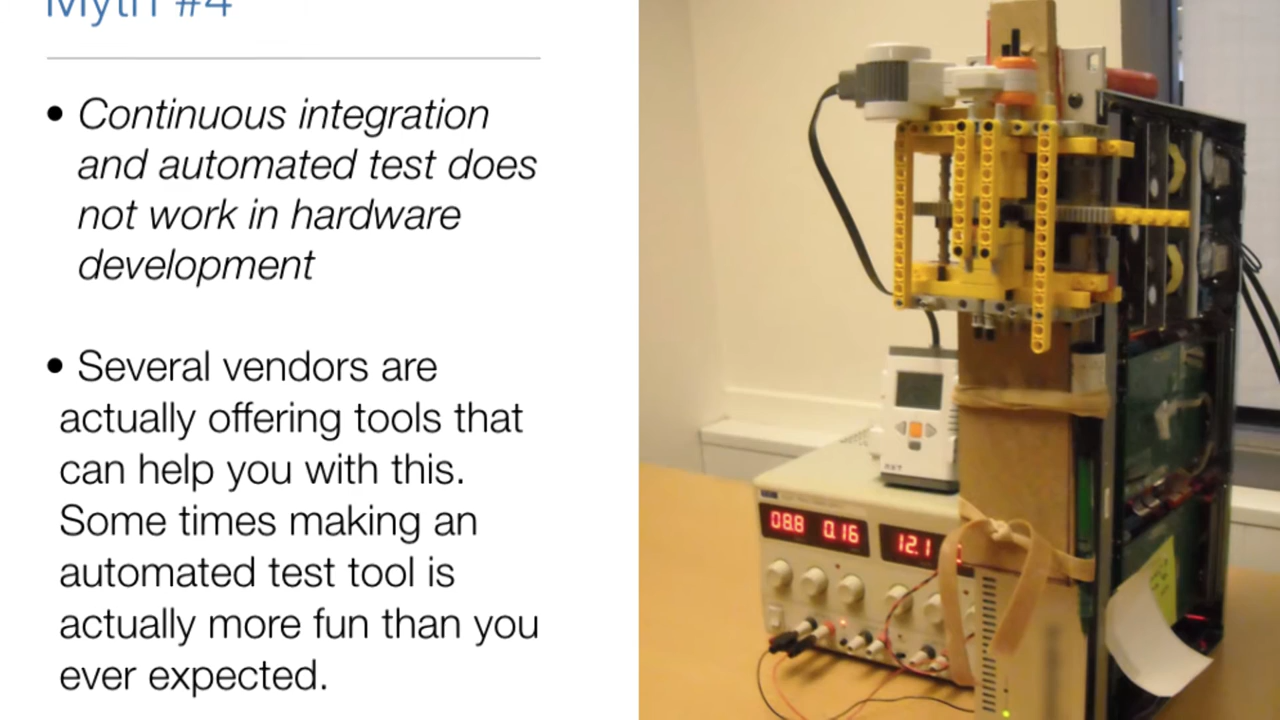 Myth #4
• Continuous integration
and automated test does
not work in hardware
development
• Several vendors are
actually offering tools that
can help you with this.
Some times making an
automated test tool is
actually more fun than you
ever expected.
NXT
08.8 0.16
12.1